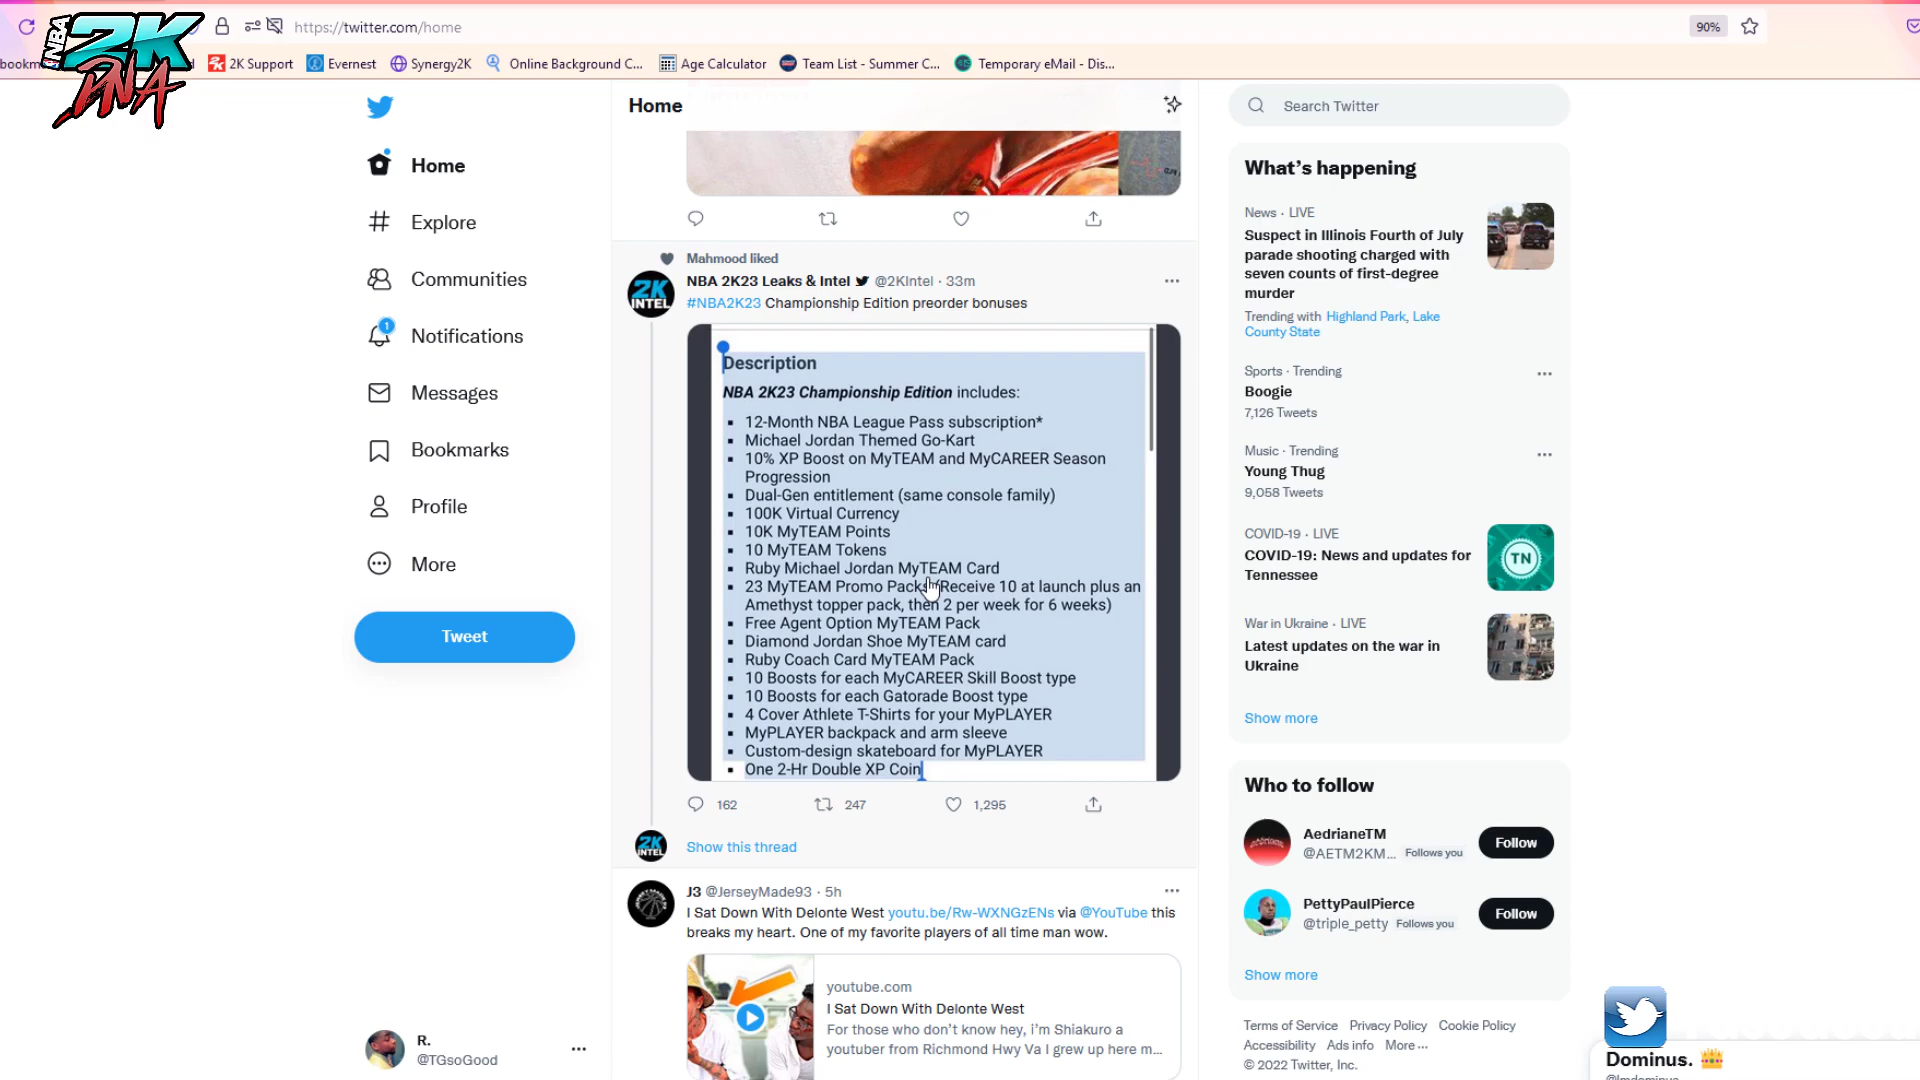 https://twitter.com/home
90%
NBA
2K
DNA
bookm
2K Support
Evernest
Synergy2K
Online Background C...
Age Calculator
Team List - Summer C...
Temporary eMail - Dis...
Home
Explore
Communities
1
Notifications
Messages
Bookmarks
Profile
More
Tweet
R.
@TGsoGood
Home
Mahmood liked
NBA 2K23 Leaks & Intel @2KIntel · 33m
#NBA2K23 Championship Edition preorder bonuses
2K
INTEL
Description
NBA 2K23 Championship Edition includes:
12-Month NBA League Pass subscription*
Michael Jordan Themed Go-Kart
10% XP Boost on MyTEAM and MyCAREER Season
Progression
Dual-Gen entitlement (same console family)
100K Virtual Currency
10K MyTEAM Points
10 MyTEAM Tokens
Ruby Michael Jordan MyTEAM Card
23 MyTEAM Promo Packs (Receive 10 at launch plus an
Amethyst topper pack, then 2 per week for 6 weeks)
Free Agent Option MyTEAM Pack
Diamond Jordan Shoe MyTEAM card
Ruby Coach Card MyTEAM Pack
10 Boosts for each MyCAREER Skill Boost type
10 Boosts for each Gatorade Boost type
4 Cover Athlete T-Shirts for your MyPLAYER
MyPLAYER backpack and arm sleeve
Custom-design skateboard for MyPLAYER
One 2-Hr Double XP Coin
162
247
1,295
2K
INTEL
Show this thread
J3 @JerseyMade93 · 5h
I Sat Down With Delonte West youtu.be/Rw-WXNGzENs via @YouTube this
breaks my heart. One of my favorite players of all time man wow.
youtube.com
I Sat Down With Delonte West
For those who don't know hey, i'm Shiakuro a
youtuber from Richmond Hwy Va I grew up here m...
Search Twitter
What's happening
News · LIVE
Suspect in Illinois Fourth of July
parade shooting charged with
seven counts of first-degree
murder
Trending with Highland Park, Lake
County State
Sports · Trending
Boogie
7,126 Tweets
Music · Trending
Young Thug
9,058 Tweets
COVID-19 · LIVE
COVID-19: News and updates for
Tennessee
TN
War in Ukraine · LIVE
Latest updates on the war in
Ukraine
Show more
Who to follow
AedrianeTM
@AETM2KM... Follows you
Follow
PettyPaulPierce
@triple_petty Follows you
Follow
Show more
Terms of Service Privacy Policy Cookie Policy
Accessibility Ads info More ...
© 2022 Twitter, Inc.
Dominus.